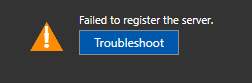 Failed to register the server.
Troubleshoot